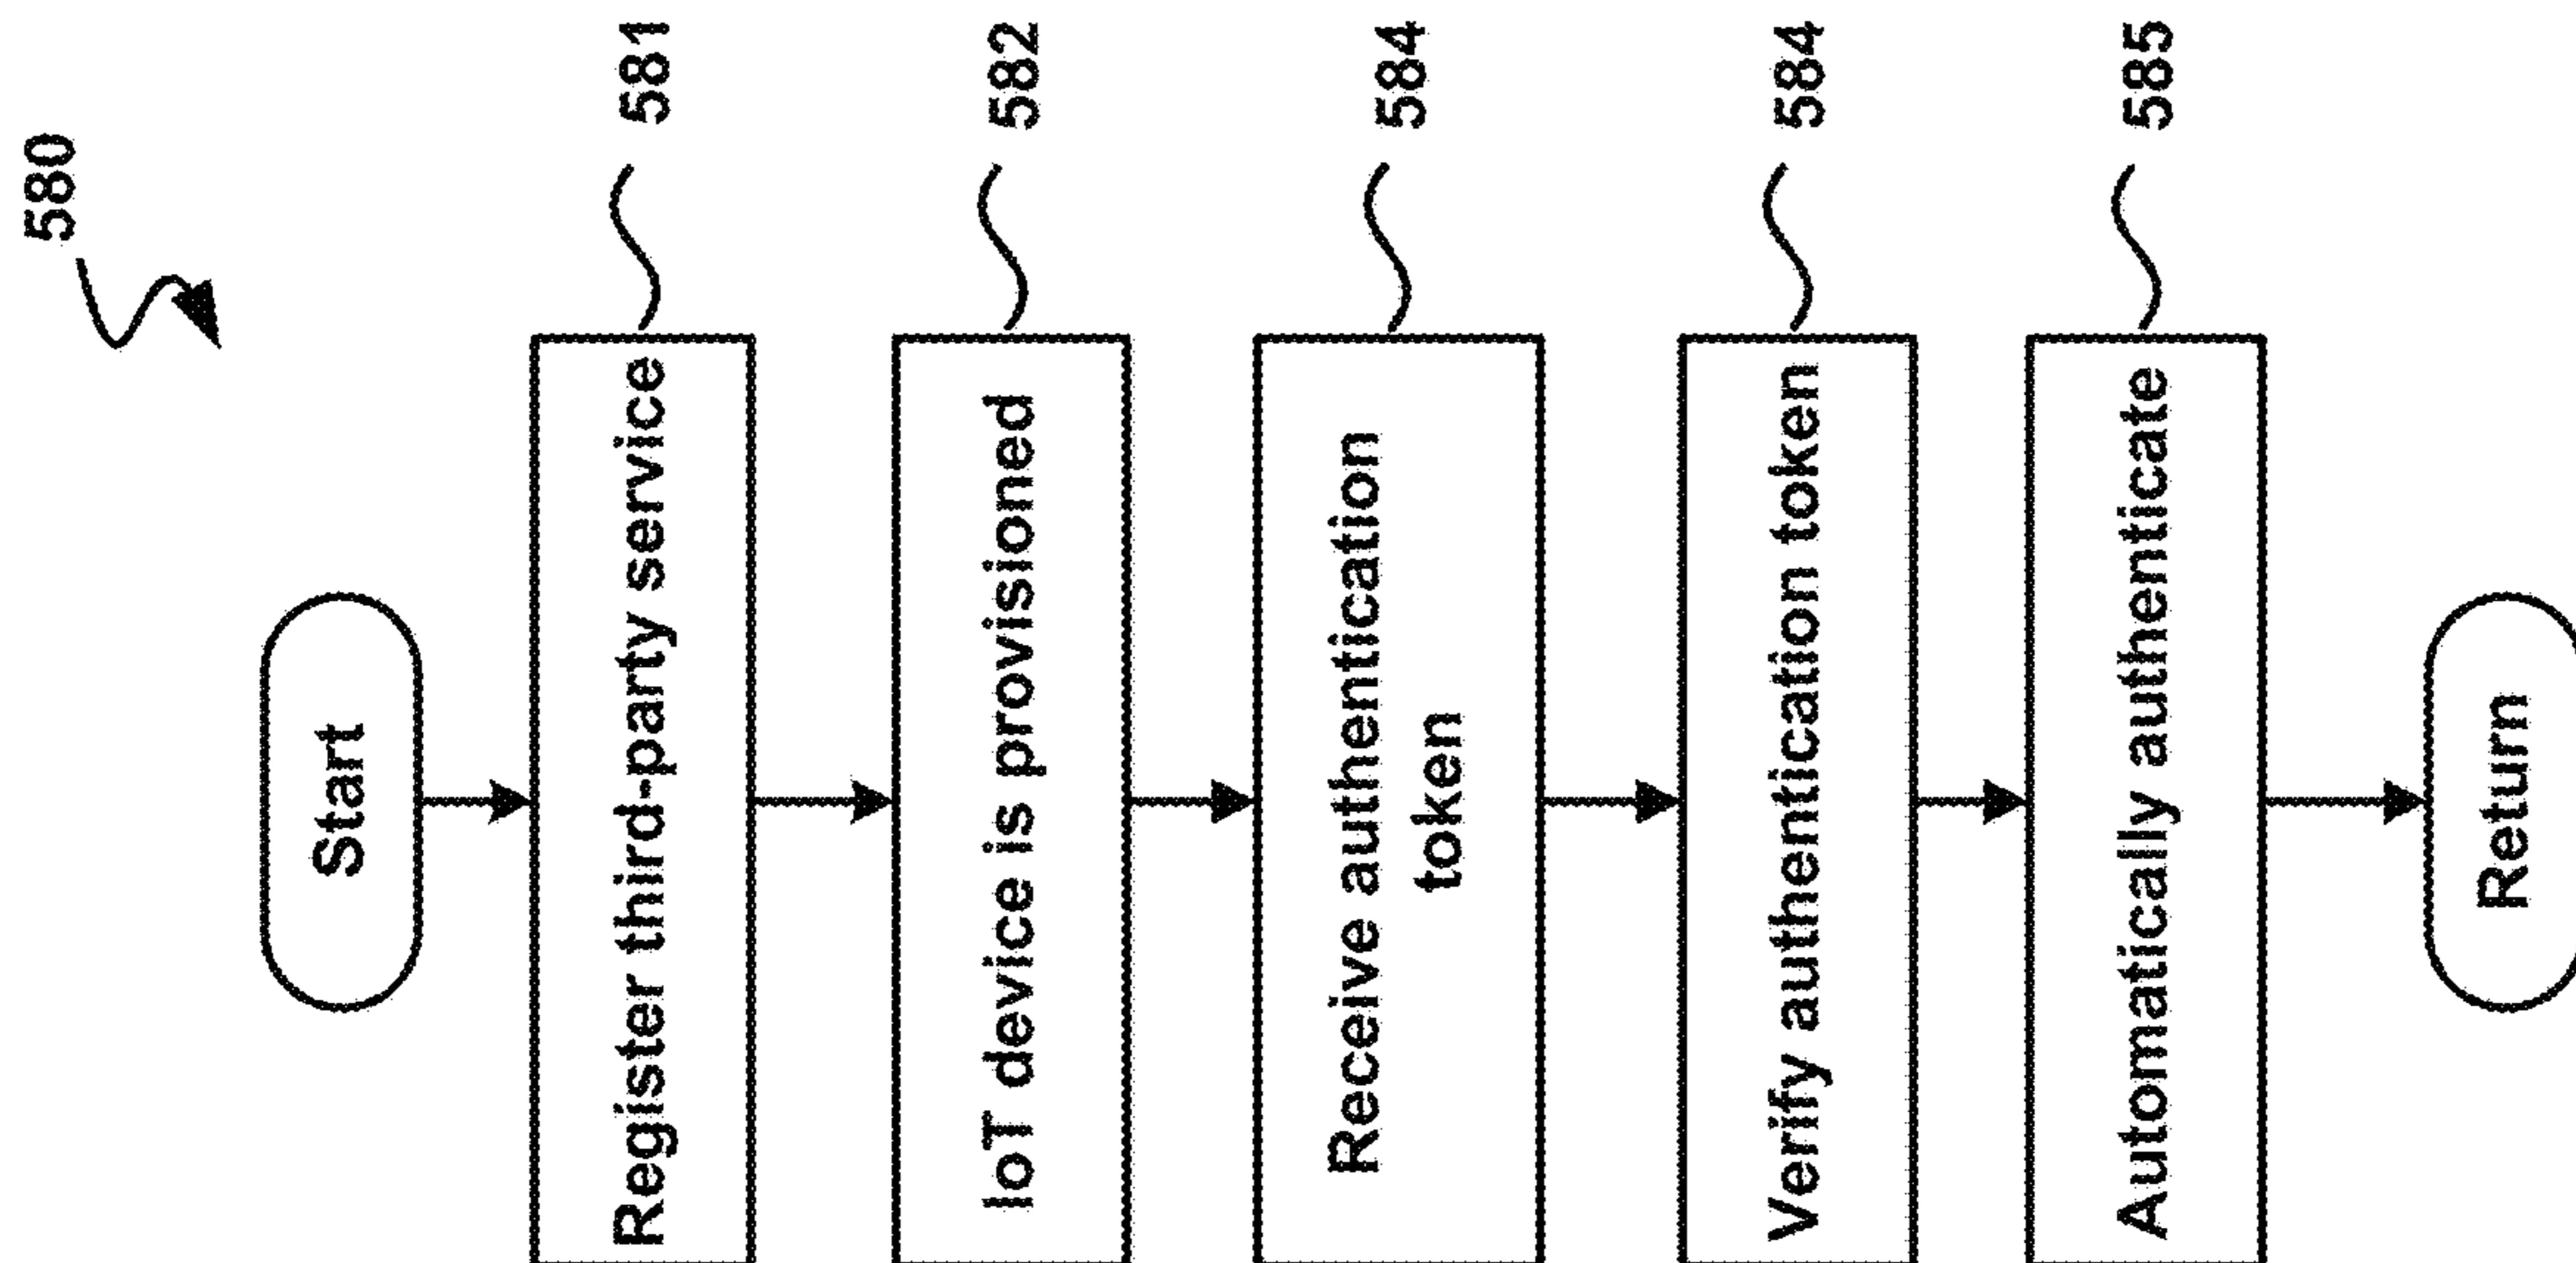 580
Start
Register third-party service
581
IoT device is provisioned
582
Receive authentication
token
584
Verify authentication token
584
Automatically authenticate
585
Return